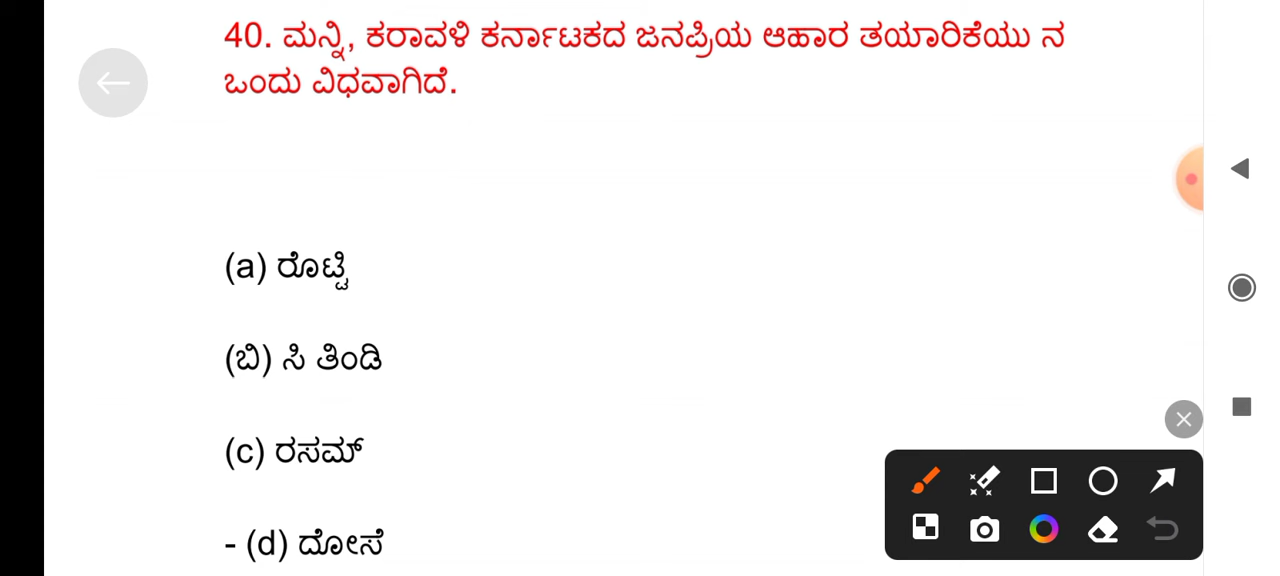 40. ಮನ್ನಿ, ಕರಾವಳಿ ಕರ್ನಾಟಕದ ಜನಪ್ರಿಯ ಆಹಾರ ತಯಾರಿಕೆಯು ನ
ಒಂದು ವಿಧವಾಗಿದೆ.
(a) ರೊಟ್ಟಿ
(ಬಿ) ಸಿ ತಿಂಡಿ
(c) ರಸಮ್
- (d) ದೋಸೆ